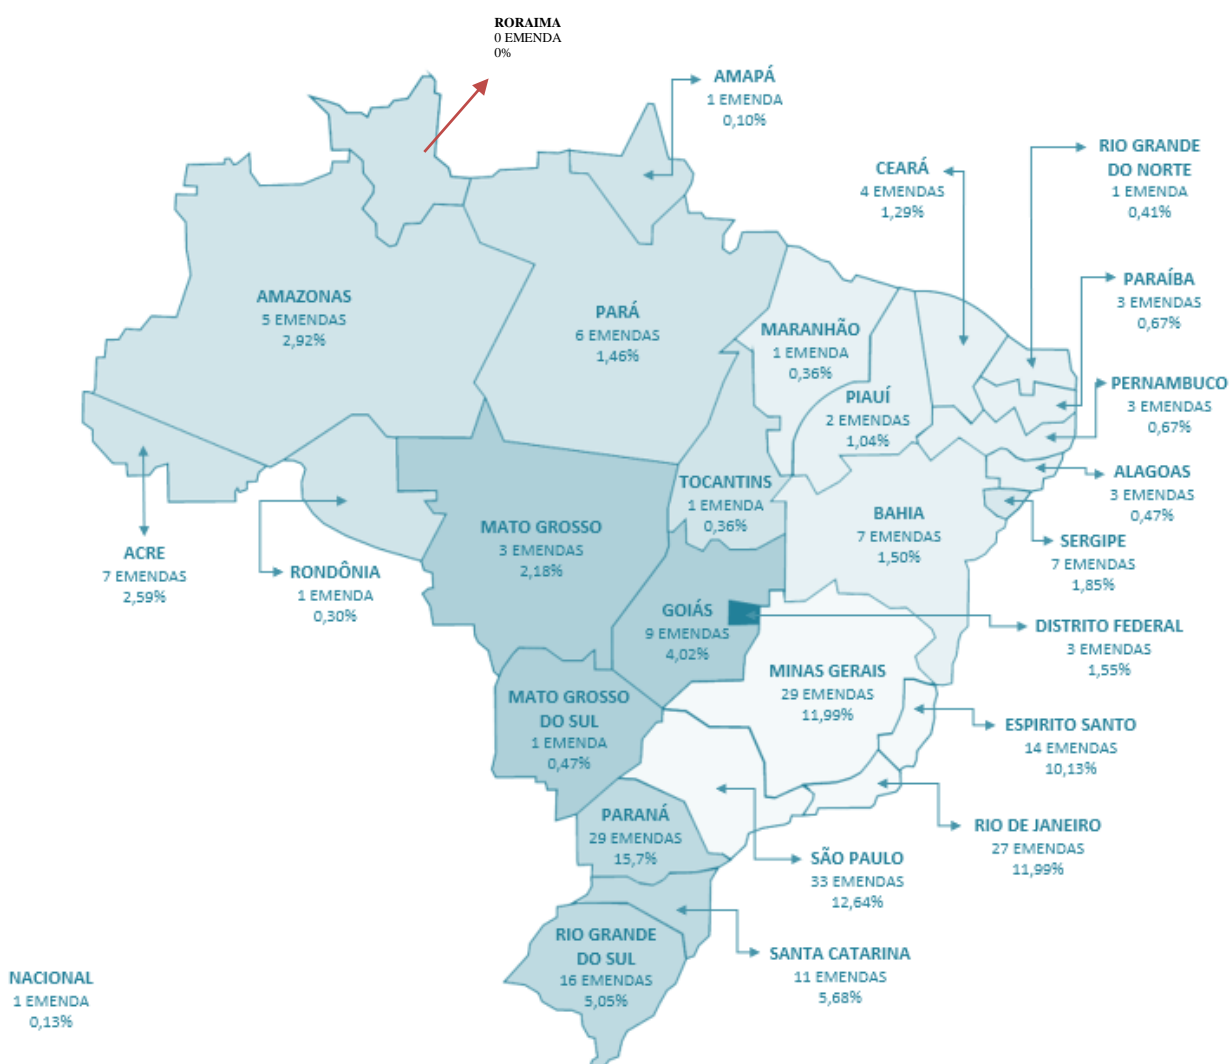 RORAIMA
0 EMENDA
0%
AMAPÁ
1 EMENDA
0,10%
RIO GRANDE
DO NORTE
1 EMENDA
0,41%
CEARÁ
4 EMENDAS
1,29%
PARAÍBA
3 EMENDAS
0,67%
AMAZONAS
5 EMENDAS
2,92%
PARÁ
6 EMENDAS
1,46%
MARANHÃO
1 EMENDA
0,36%
PIAUÍ
2 EMENDAS
1,04%
PERNAMBUCO
3 EMENDAS
0,67%
ALAGOAS
3 EMENDAS
0,47%
TOCANTINS
1 EMENDA
0,36%
MATO GROSSO
3 EMENDAS
2,18%
BAHIA
7 EMENDAS
1,50%
SERGIPE
7 EMENDAS
1,85%
ACRE
7 EMENDAS
2,59%
RONDÔNIA
1 EMENDA
0,30%
GOIÁS
9 EMENDAS
4,02%
DISTRITO FEDERAL
3 EMENDAS
1,55%
MINAS GERAIS
29 EMENDAS
11,99%
MATO GROSSO
DO SUL
1 EMENDA
0,47%
ESPIRITO SANTO
14 EMENDAS
10,13%
PARANÁ
29 EMENDAS
15,7%
RIO DE JANEIRO
27 EMENDAS
11,99%
SÃO PAULO
33 EMENDAS
12,64%
RIO GRANDE
DO SUL
16 EMENDAS
5,05%
SANTA CATARINA
11 EMENDAS
5,68%
NACIONAL
1 EMENDA
0,13%